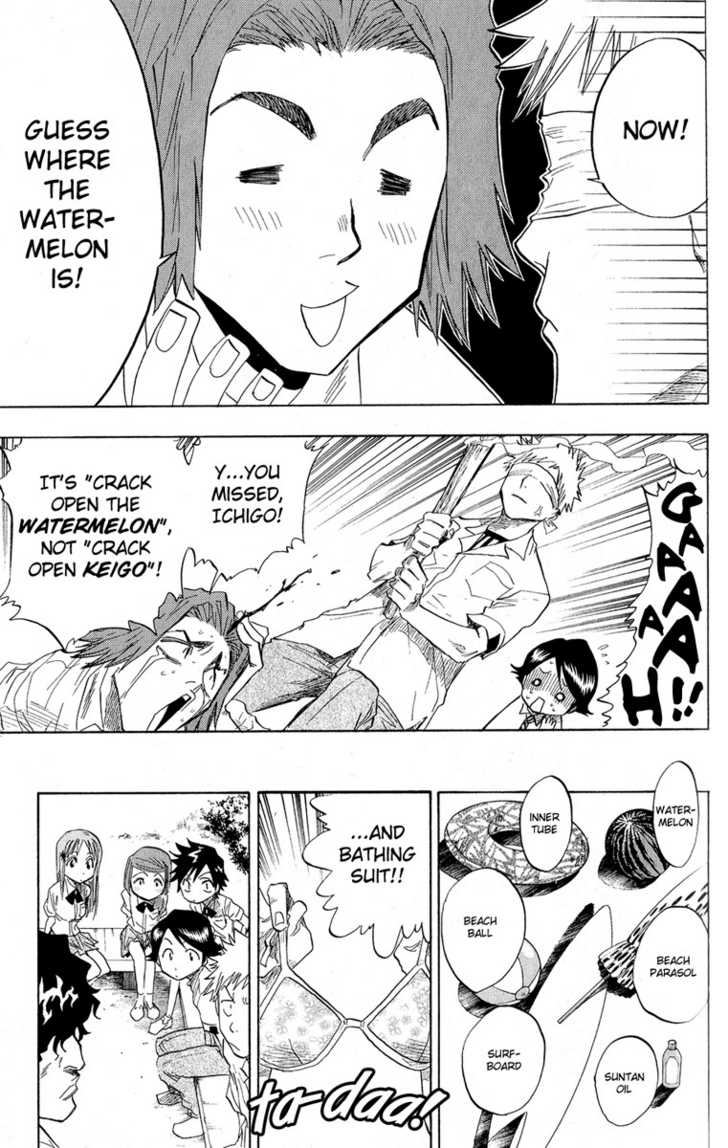 NOW!
GUESS
WHERE
THE
WATER-
MELON
IS!
GAAAAAH!!
Y...YOU
MISSED,
ICHIGO!
IT'S "CRACK
OPEN THE
WATERMELON",
NOT "CRACK
OPEN KEIGO"!
WATER-
MELON
INNER
TUBE
BEACH
BALL
BEACH
PARASOL
SURF-
BOARD
SUNTAN
OIL
...AND
BATHING
SUIT!!
ta-daa!